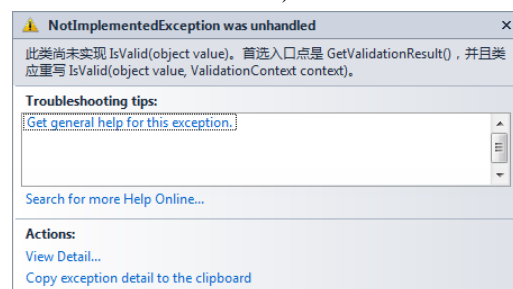 NotImplementedException was unhandled
此类尚未实现 IsValid(object value)。首选入口点是 GetValidationResult()，并且类
应重写 IsValid(object value, ValidationContext context)。
Troubleshooting tips:
Get general help for this exception.
Search for more Help Online...
Actions:
View Detail...
Copy exception detail to the clipboard